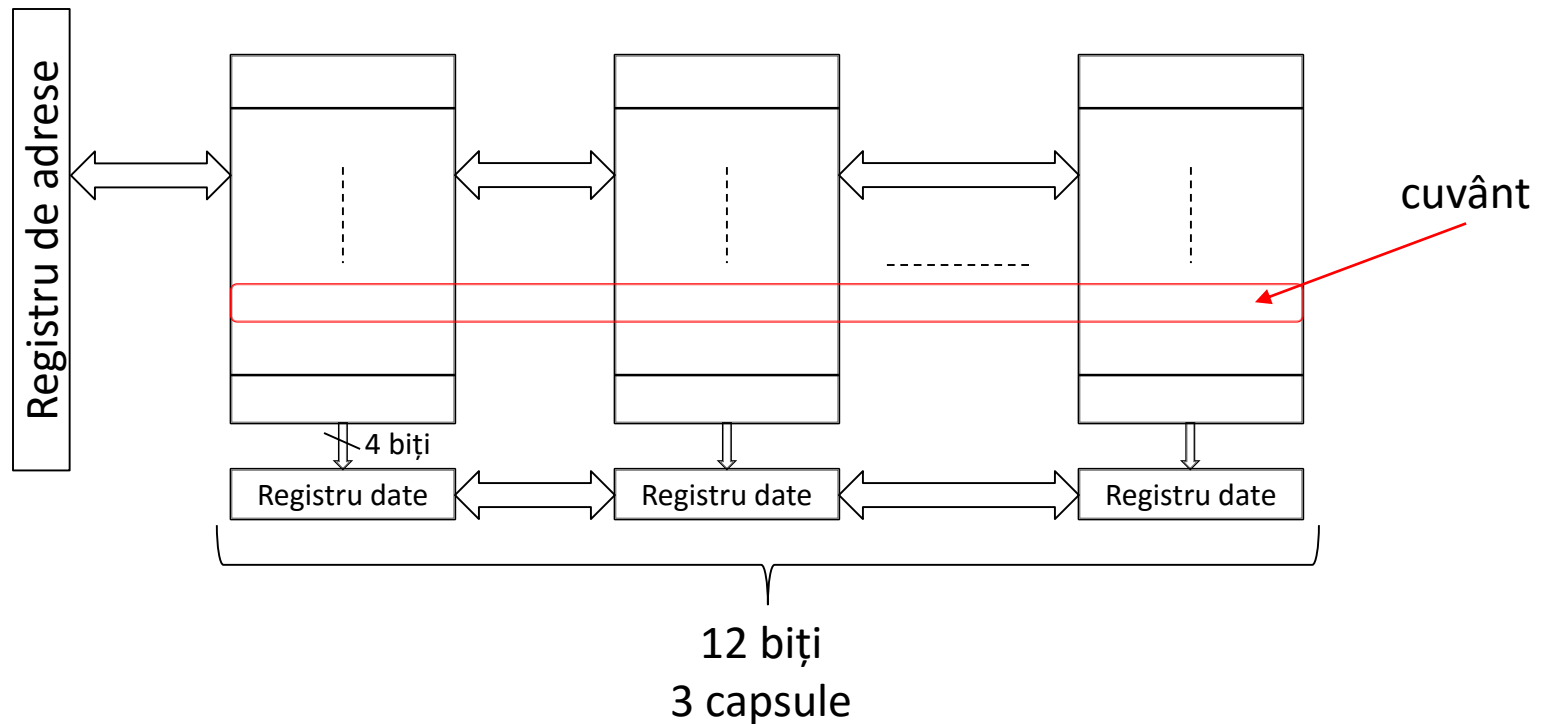 Registru de adrese
cuvânt
4 biți
Registru date
Registru date
Registru date
12 biți
3 capsule